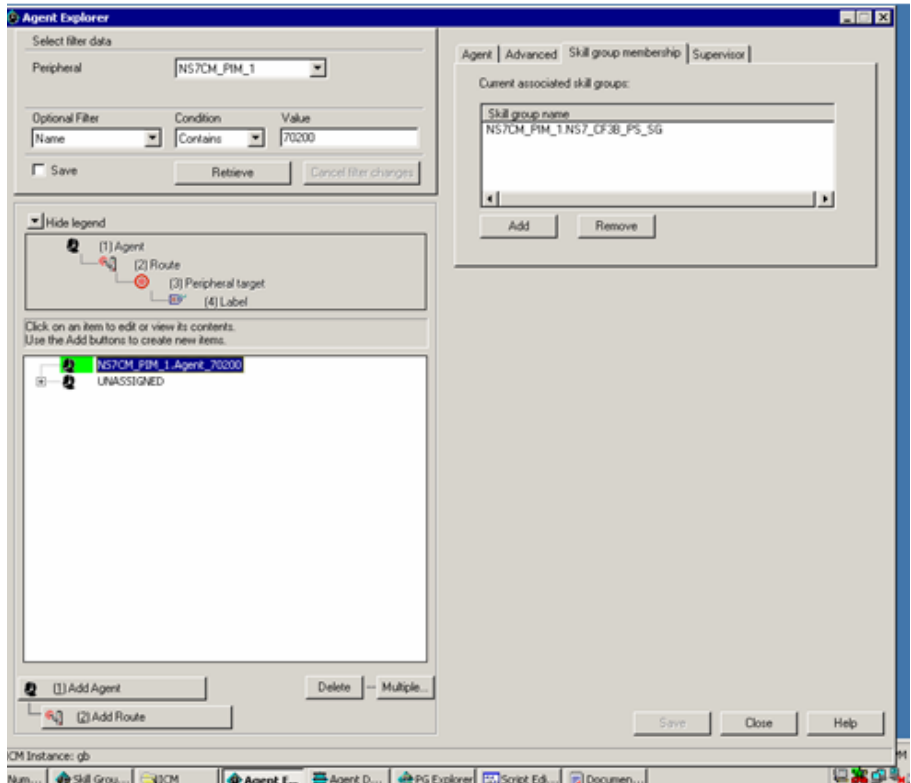 Agent Explorer
Select filter data
Peripheral
NS7CM_PIM_1
Optional Filter
Condition
Value
Name
Contains
70200
Save
Retrieve
Cancel filter changes
Hide legend
(1) Agent
(2) Route
(3) Peripheral target
(4) Label
Click on an item to edit or view its contents.
Use the Add buttons to create new items.
NS7CM_PIM_1.Agent_70200
UNASSIGNED
(1) Add Agent
Delete
Multiple...
(2) Add Route
Agent
Advanced
Skill group membership
Supervisor
Current associated skill groups:
Skill group name
NS7CM_PIM_1.NS7_CF3B_PS_SG
Add
Remove
Save
Close
Help
CM Instance: gb
Num...
Skill Grou...
ICM
Agent E...
Agent D...
PG Explorer
Script Edi...
Documen...